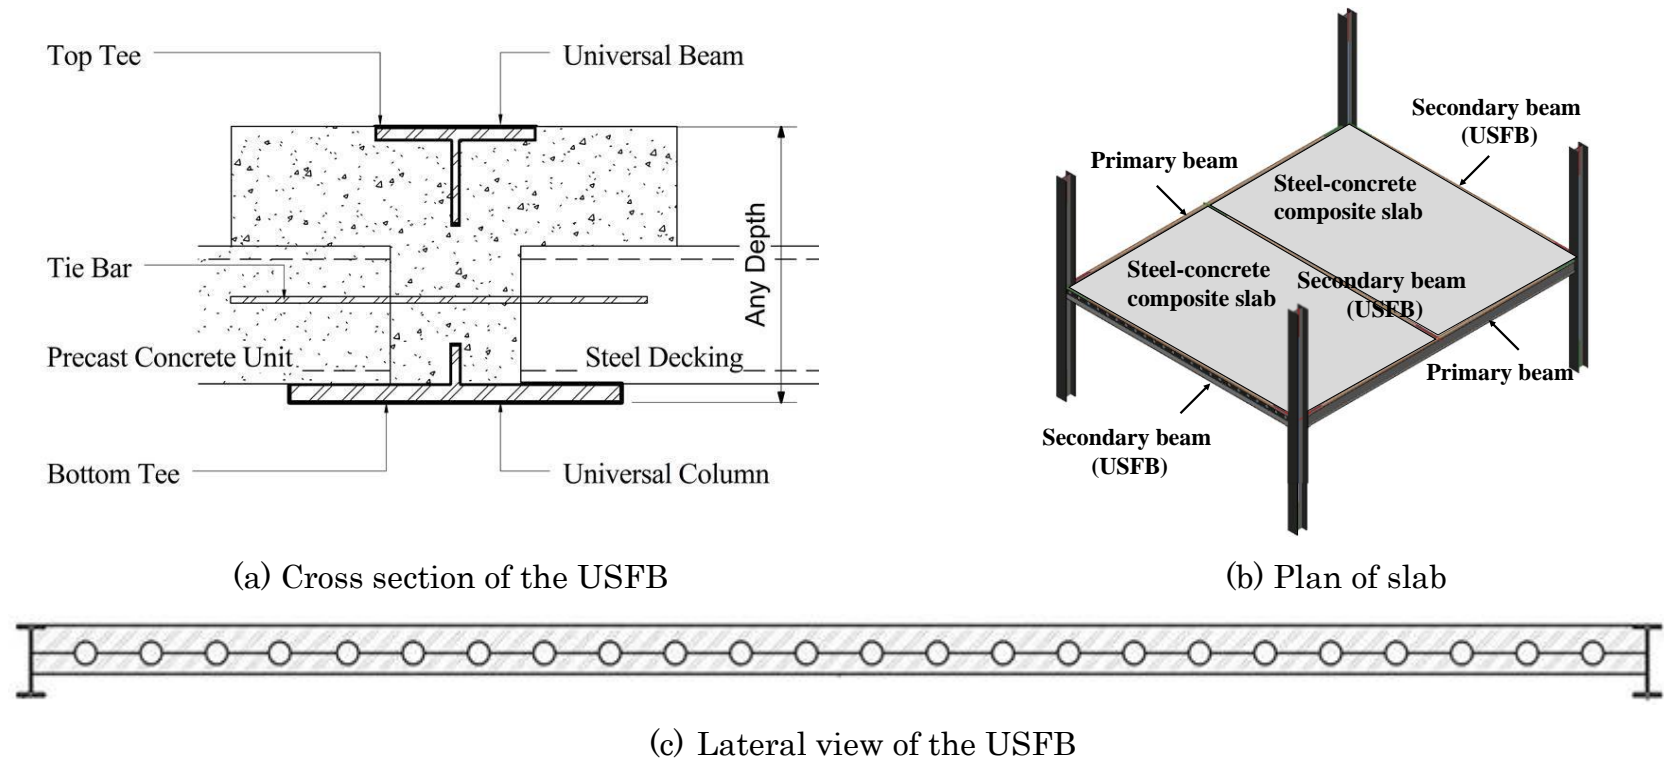 Top Tee
Universal Beam
Tie Bar
Any Depth
Precast Concrete Unit
Steel Decking
Bottom Tee
Universal Column
(a) Cross section of the USFB
Secondary beam
(USFB)
Primary beam
Steel-concrete
composite slab
Steel-concrete
composite slab
Secondary beam
(USFB)
Primary beam
Secondary beam
(USFB)
(b) Plan of slab
(c) Lateral view of the USFB